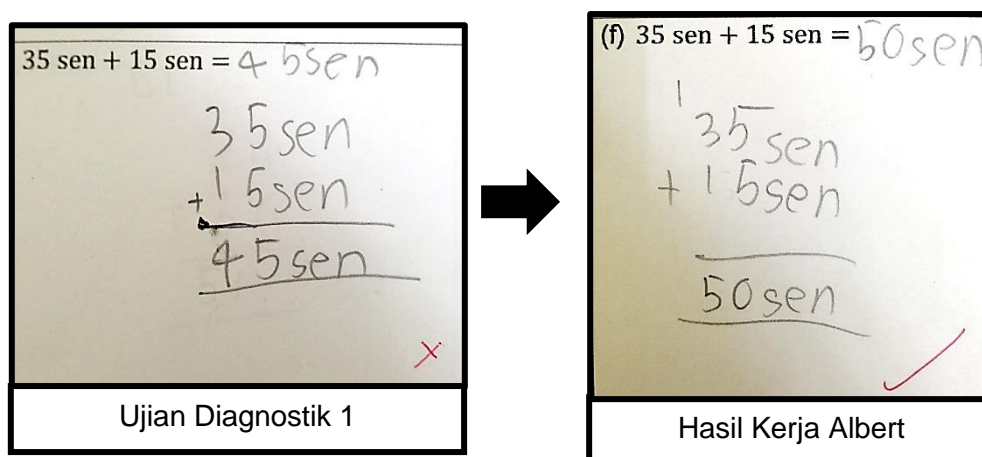 35 sen + 15 sen = 45sen
35sen
+15sen
45sen
Ujian Diagnostik 1
(f) 35 sen + 15 sen = 50sen
1
35sen
+15sen
50sen
Hasil Kerja Albert